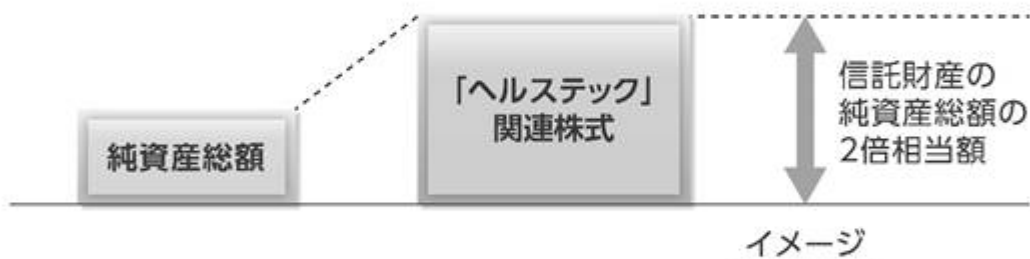 純資産総額
「ヘルステック」
関連株式
信託財産の
純資産総額の
2倍相当額
イメージ